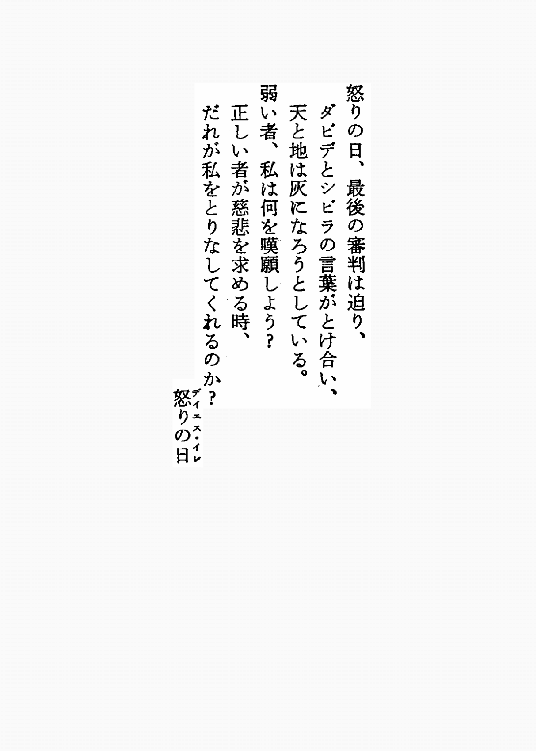 怒りの日、最後の審判は迫り、
ダビデとシビラの言葉がとけ合い、
天と地は灰になろうとしている。
弱い者、私は何を嘆願しよう？
正しい者が慈悲を求める時、
だれが私をとりなしてくれるのか？
怒りの日
ディエス・イレ